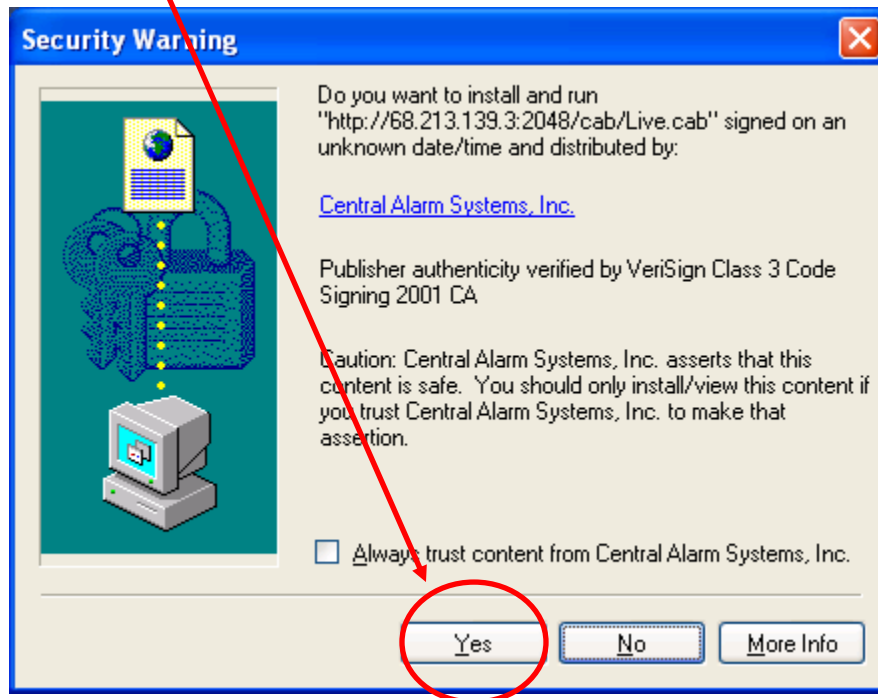 Security Warning
Do you want to install and run
"http://68.213.139.3:2048/cab/Live.cab" signed on an
unknown date/time and distributed by:
Central Alarm Systems, Inc.
Publisher authenticity verified by VeriSign Class 3 Code
Signing 2001 CA
Caution: Central Alarm Systems, Inc. asserts that this
content is safe.  You should only install/view this content if
you trust Central Alarm Systems, Inc. to make that
assertion.
Always trust content from Central Alarm Systems, Inc.
Yes No More Info